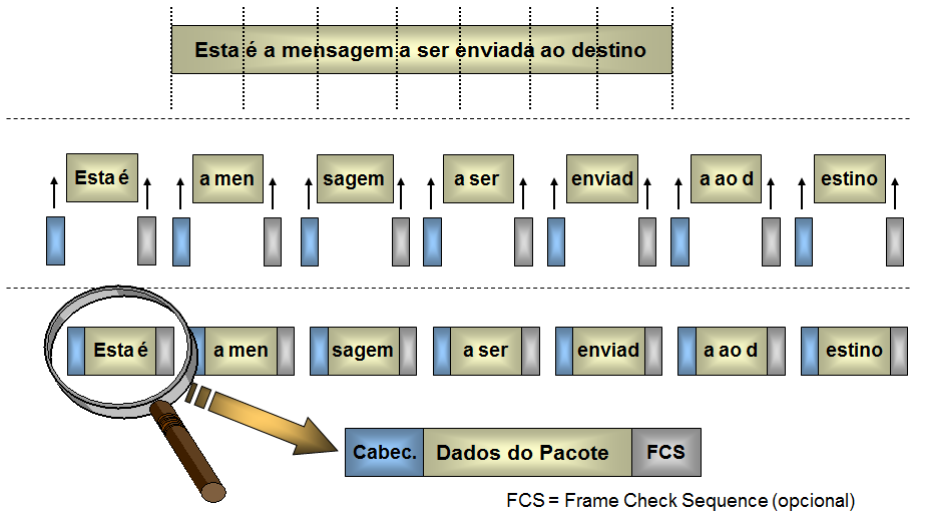 Esta é a mensagem a ser enviada ao destino
Esta é a men sagem a ser enviad a ao d estino
Esta é a men sagem a ser enviad a ao d estino
Cabec. Dados do Pacote FCS
FCS = Frame Check Sequence (opcional)